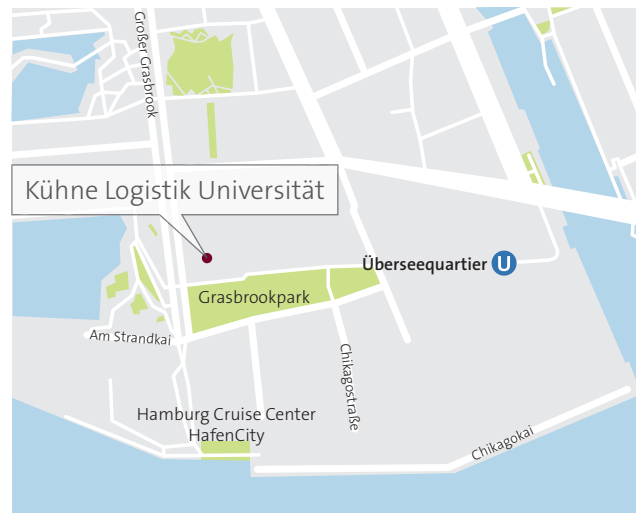 Großer Grasbrook
Kühne Logistik Universität
Überseequartier U
Grasbrookpark
Am Strandkai
Chikagostraße
Hamburg Cruise Center
HafenCity
Chikagokai